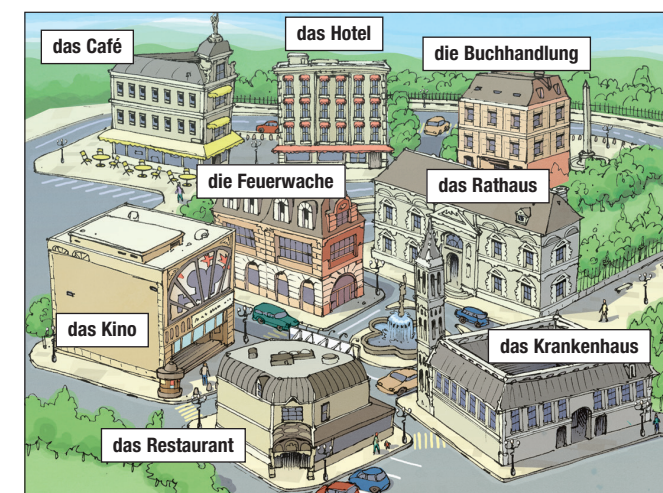 das Café
das Hotel
die Buchhandlung
die Feuerwache
das Rathaus
das Kino
das Krankenhaus
das Restaurant